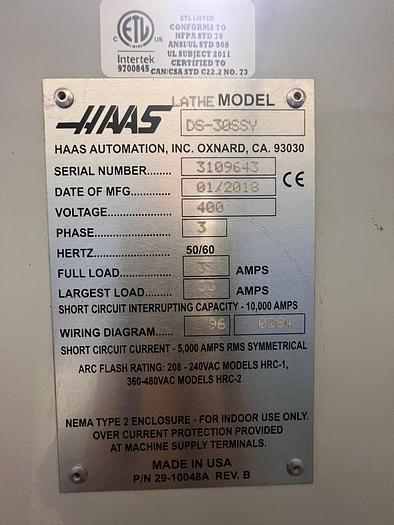 ETL LISTED
CONFORMS TO
NFPA STD 79
ANSI/UL STD 508
UL SUBJECT 2011
CERTIFIED TO
CAN/CSA STD C22.2 NO. 73
C ETL US
Intertek
9700845
HAAS LATHE MODEL
DS-30SSY
HAAS AUTOMATION, INC. OXNARD, CA. 93030
SERIAL NUMBER........ 3109643
DATE OF MFG............ 01/2018 CE
VOLTAGE.................. 400
PHASE...................... 3
HERTZ 50/60
FULL LOAD............... AMPS
LARGEST LOAD......... AMPS
SHORT CIRCUIT INTERRUPTING CAPACITY - 10,000 AMPS
WIRING DIAGRAM....... 96 0284
SHORT CIRCUIT CURRENT - 5,000 AMPS RMS SYMMETRICAL
ARC FLASH RATING: 208 - 240VAC MODELS HRC-1,
360-480VAC MODELS HRC-2
NEMA TYPE 2 ENCLOSURE - FOR INDOOR USE ONLY.
OVER CURRENT PROTECTION PROVIDED
AT MACHINE SUPPLY TERMINALS.
MADE IN USA
P/N 29-10048A REV. B